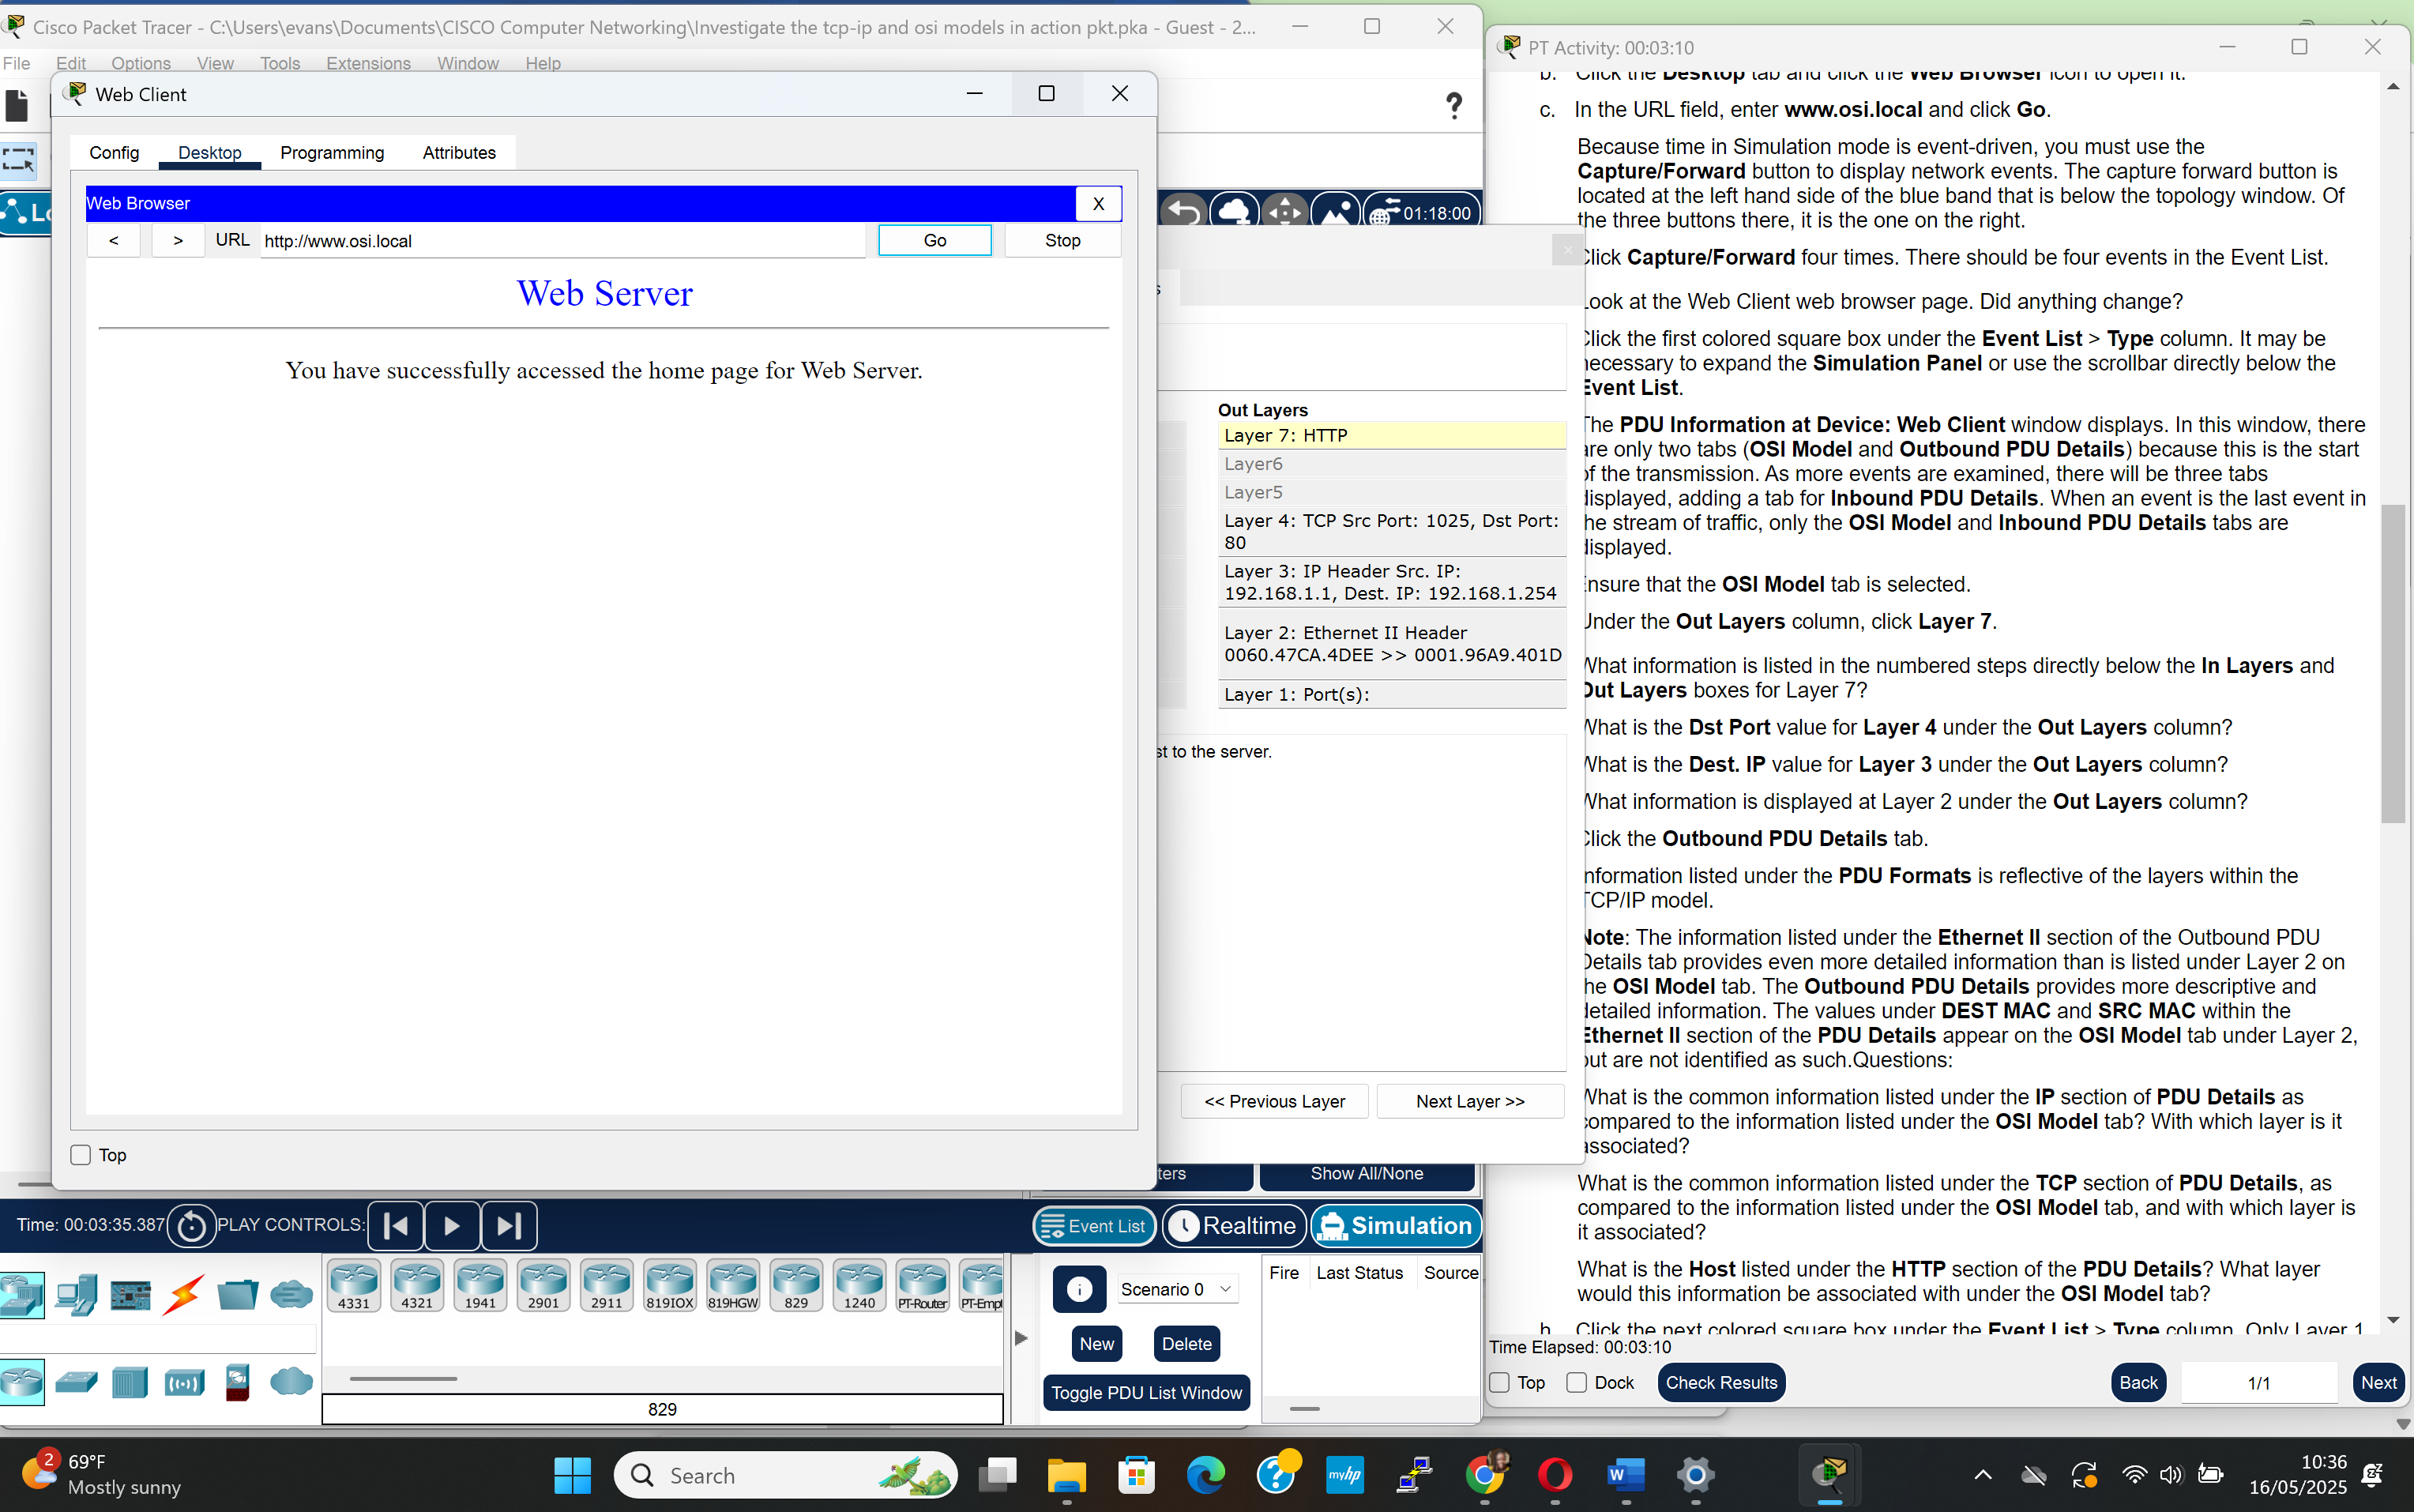 Cisco Packet Tracer - C:\Users\evans\Documents\CISCO Computer Networking\Investigate the tcp-ip and osi models in action pkt.pka - Guest - 2...
File Edit Options View Tools Extensions Window Help
Web Client
?
Config Desktop Programming Attributes
Lo
Web Browser X
01:18:00
< > URL http://www.osi.local Go Stop
Web Server
You have successfully accessed the home page for Web Server.
Out Layers
Layer 7: HTTP
Layer6
Layer5
Layer 4: TCP Src Port: 1025, Dst Port:
80
Layer 3: IP Header Src. IP:
192.168.1.1, Dest. IP: 192.168.1.254
Layer 2: Ethernet II Header
0060.47CA.4DEE >> 0001.96A9.401D
Layer 1: Port(s):
st to the server.
<< Previous Layer Next Layer >>
Top
ters Show All/None
Time: 00:03:35.387 PLAY CONTROLS:
Event List Realtime Simulation
4331 4321 1941 2901 2911 819IOX 819HGW 829 1240 PT-Router PT-Empt
829
Scenario 0
New Delete
Toggle PDU List Window
Fire Last Status Source
PT Activity: 00:03:10
b. Click the Desktop tab and click the Web Browser icon to open it.
c. In the URL field, enter www.osi.local and click Go.
Because time in Simulation mode is event-driven, you must use the
Capture/Forward button to display network events. The capture forward button is
located at the left hand side of the blue band that is below the topology window. Of
the three buttons there, it is the one on the right.
Click Capture/Forward four times. There should be four events in the Event List.
Look at the Web Client web browser page. Did anything change?
Click the first colored square box under the Event List > Type column. It may be
necessary to expand the Simulation Panel or use the scrollbar directly below the
Event List.
The PDU Information at Device: Web Client window displays. In this window, there
are only two tabs (OSI Model and Outbound PDU Details) because this is the start
of the transmission. As more events are examined, there will be three tabs
displayed, adding a tab for Inbound PDU Details. When an event is the last event in
the stream of traffic, only the OSI Model and Inbound PDU Details tabs are
displayed.
Ensure that the OSI Model tab is selected.
Under the Out Layers column, click Layer 7.
What information is listed in the numbered steps directly below the In Layers and
Out Layers boxes for Layer 7?
What is the Dst Port value for Layer 4 under the Out Layers column?
What is the Dest. IP value for Layer 3 under the Out Layers column?
What information is displayed at Layer 2 under the Out Layers column?
Click the Outbound PDU Details tab.
Information listed under the PDU Formats is reflective of the layers within the
TCP/IP model.
Note: The information listed under the Ethernet II section of the Outbound PDU
Details tab provides even more detailed information than is listed under Layer 2 on
the OSI Model tab. The Outbound PDU Details provides more descriptive and
detailed information. The values under DEST MAC and SRC MAC within the
Ethernet II section of the PDU Details appear on the OSI Model tab under Layer 2,
but are not identified as such.Questions:
What is the common information listed under the IP section of PDU Details as
compared to the information listed under the OSI Model tab? With which layer is it
associated?
What is the common information listed under the TCP section of PDU Details, as
compared to the information listed under the OSI Model tab, and with which layer is
it associated?
What is the Host listed under the HTTP section of the PDU Details? What layer
would this information be associated with under the OSI Model tab?
h. Click the next colored square box under the Event List > Type column. Only Layer 1
Time Elapsed: 00:03:10
Top Dock Check Results Back 1/1 Next
2
69°F
Mostly sunny
Search
myhp
W
10:36
16/05/2025